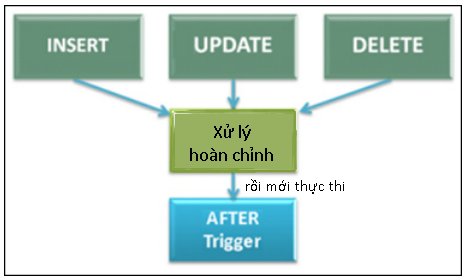 INSERT
UPDATE
DELETE
Xử lý
hoàn chỉnh
rồi mới thực thi
AFTER
Trigger